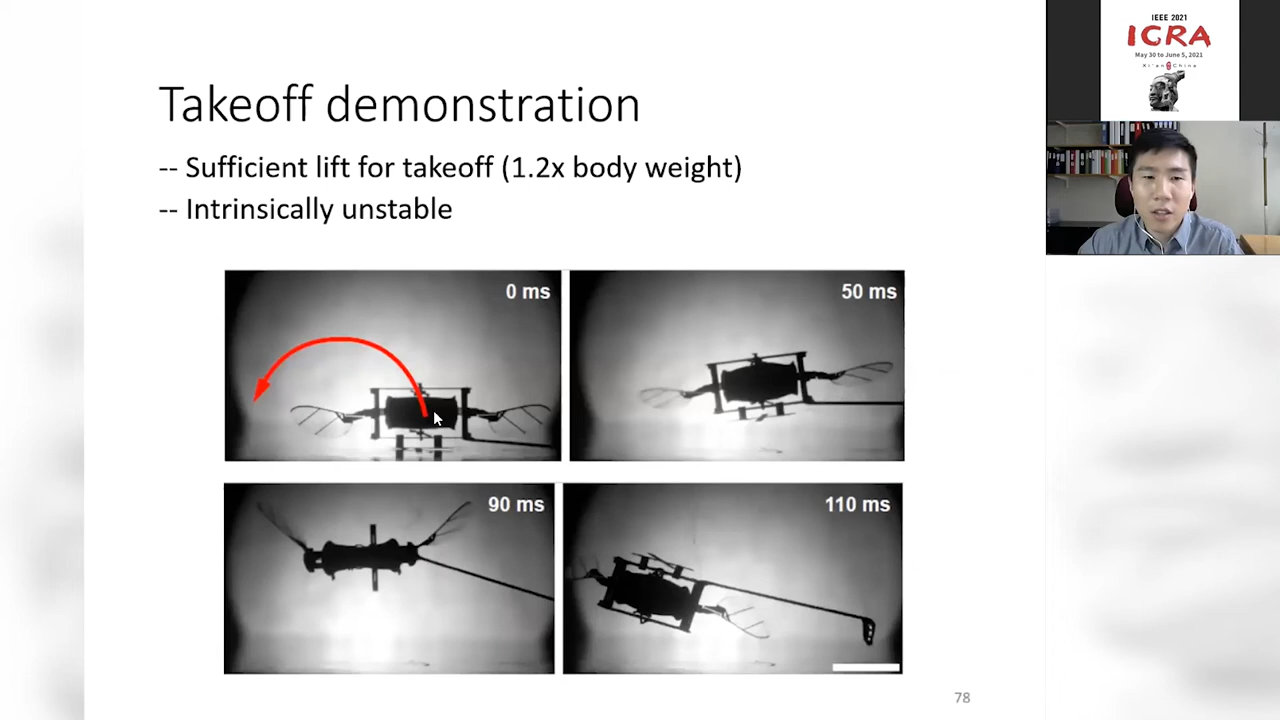 Takeoff demonstration
-- Sufficient lift for takeoff (1.2x body weight)
-- Intrinsically unstable
0 ms
50 ms
90 ms
110 ms
78
IEEE 2021
ICRA
May 30 to June 5, 2021
Xi'an China